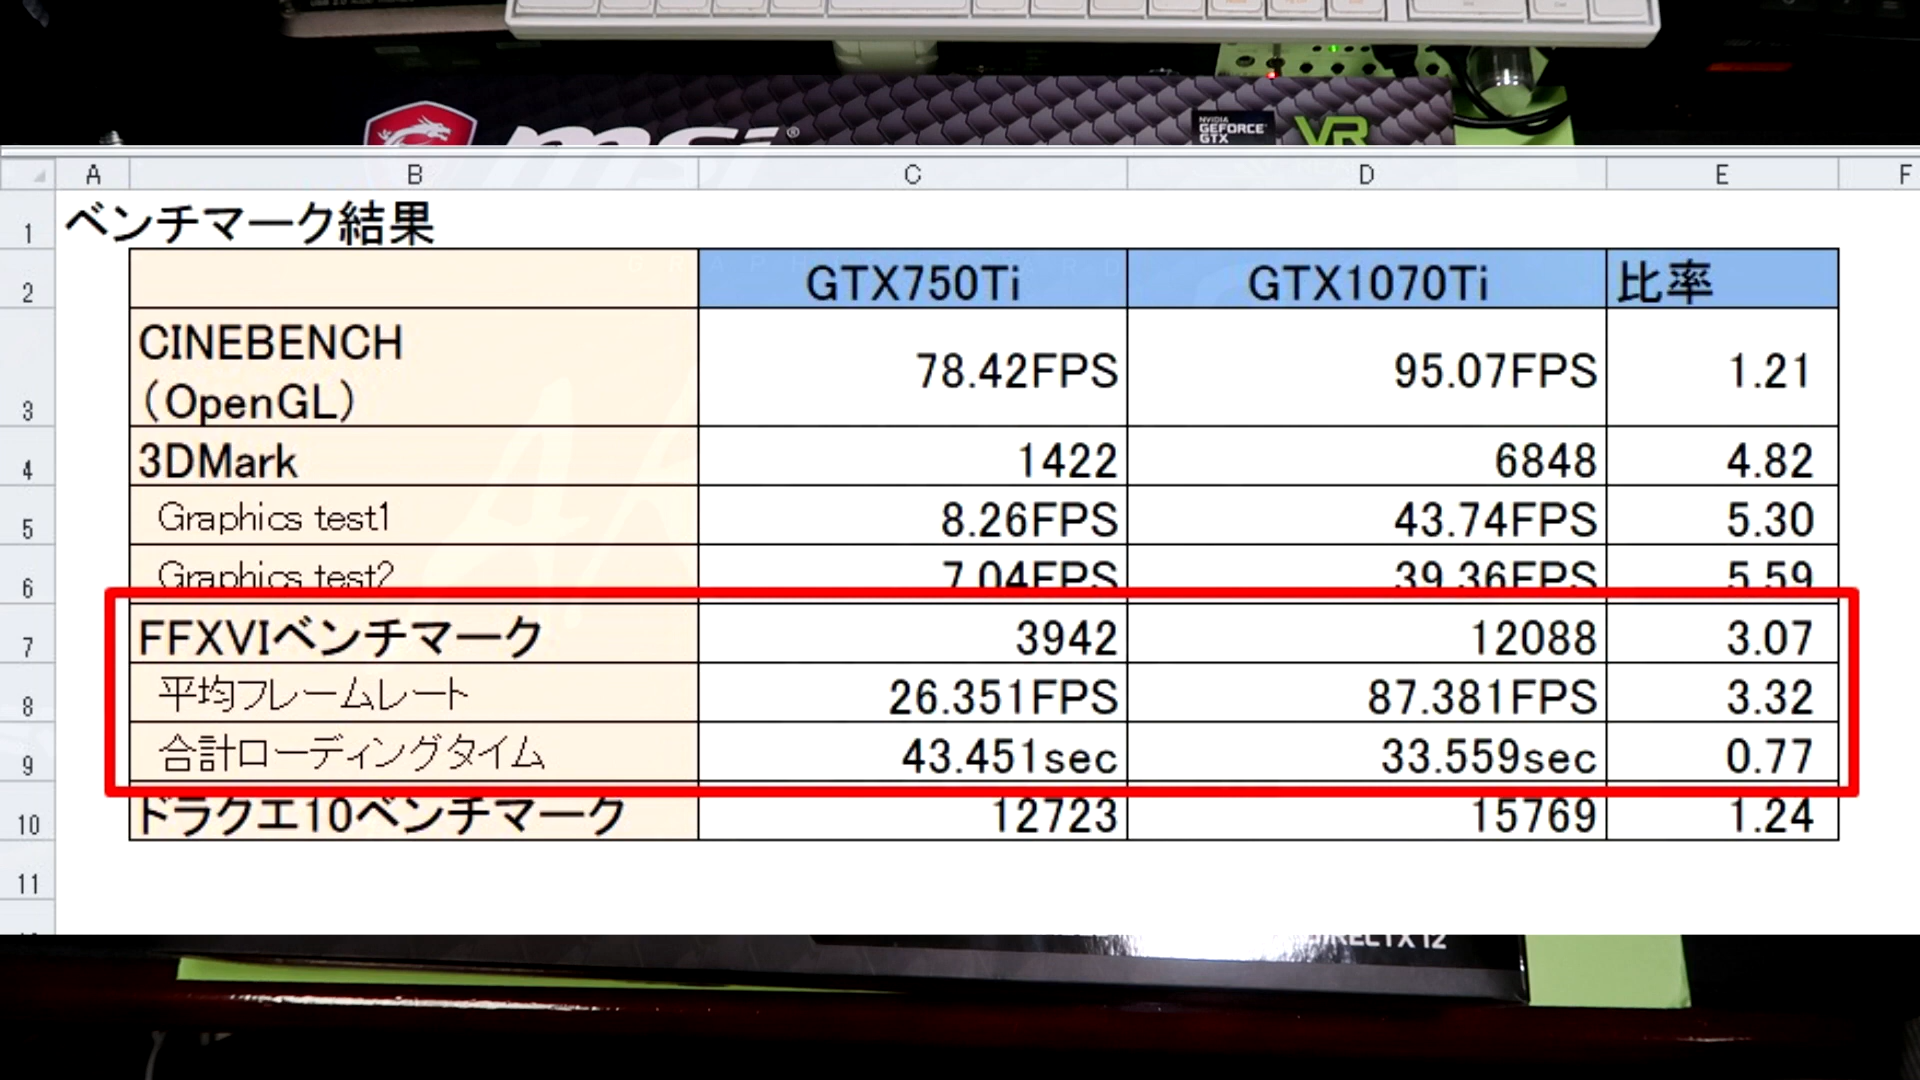 msi
NVIDIA
GEFORCE
GTX
VR
A B C D E F
1 ベンチマーク結果
2 GTX750Ti GTX1070Ti 比率
CINEBENCH
3 (OpenGL) 78.42FPS 95.07FPS 1.21
4 3DMark 1422 6848 4.82
5 Graphics test1 8.26FPS 43.74FPS 5.30
6 Graphics test2 7.04FPS 39.36FPS 5.59
7 FFXVIベンチマーク 3942 12088 3.07
8 平均フレームレート 26.351FPS 87.381FPS 3.32
9 合計ローディングタイム 43.451sec 33.559sec 0.77
10 ドラクエ10ベンチマーク 12723 15769 1.24
11